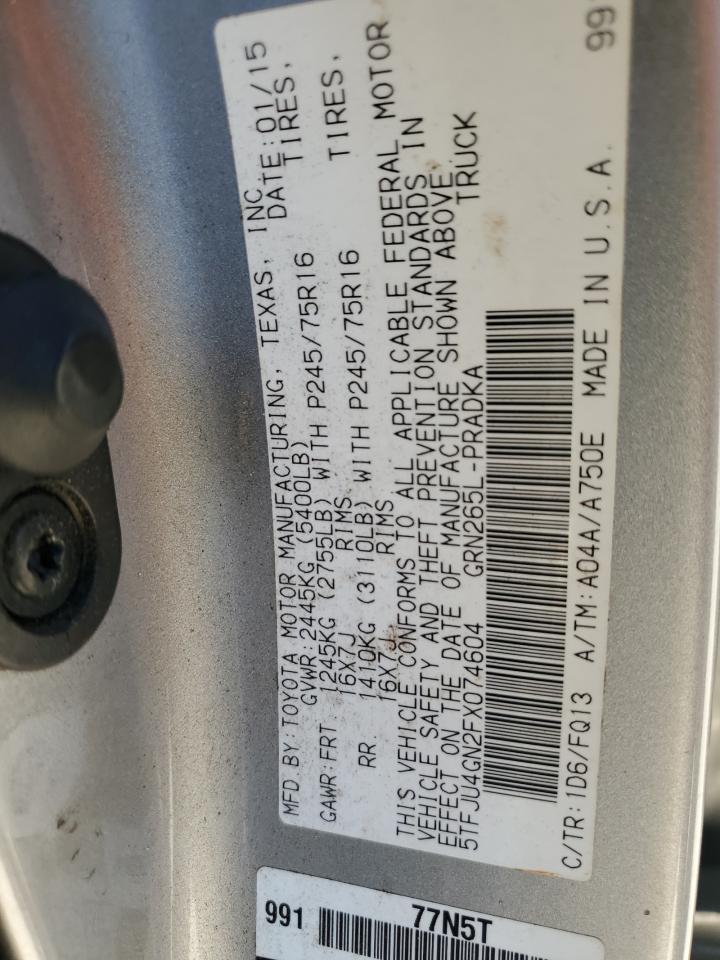 MFD BY:TOYOTA MOTOR MANUFACTURING, TEXAS, INC.
GVWR:2445KG (5400LB) DATE:01/15
GAWR:FRT. 1245KG (2755LB) WITH P245/75R16 TIRES,
16X7J RIMS
RR. 1410KG (3110LB) WITH P245/75R16 TIRES,
16X7J RIMS
THIS VEHICLE CONFORMS TO ALL APPLICABLE FEDERAL MOTOR
VEHICLE SAFETY AND THEFT PREVENTION STANDARDS IN
EFFECT ON THE DATE OF MANUFACTURE SHOWN ABOVE.
5TFJU4GN2FX074604 GRN265L-PRADKA TRUCK
C/TR:1D6/FQ13 A/TM:A04A/A750E MADE IN U.S.A. 991
991 77N5T